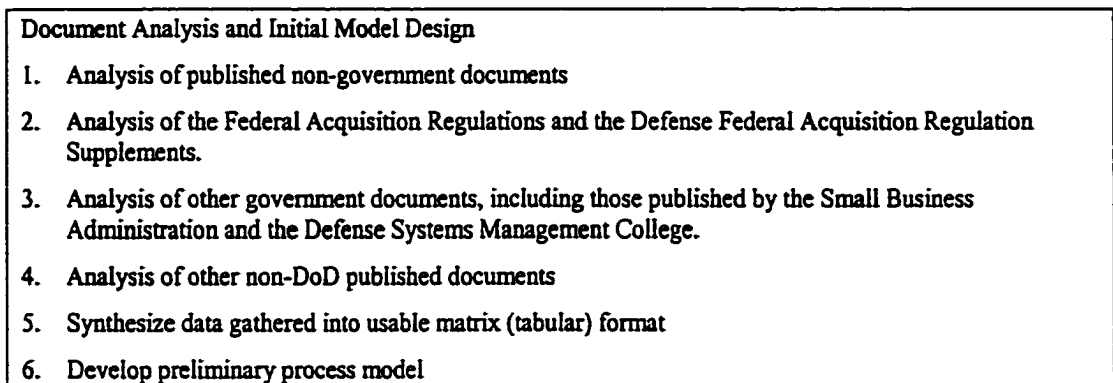 Document Analysis and Initial Model Design
1. Analysis of published non-government documents
2. Analysis of the Federal Acquisition Regulations and the Defense Federal Acquisition Regulation
Supplements.
3. Analysis of other government documents, including those published by the Small Business
Administration and the Defense Systems Management College.
4. Analysis of other non-DoD published documents
5. Synthesize data gathered into usable matrix (tabular) format
6. Develop preliminary process model